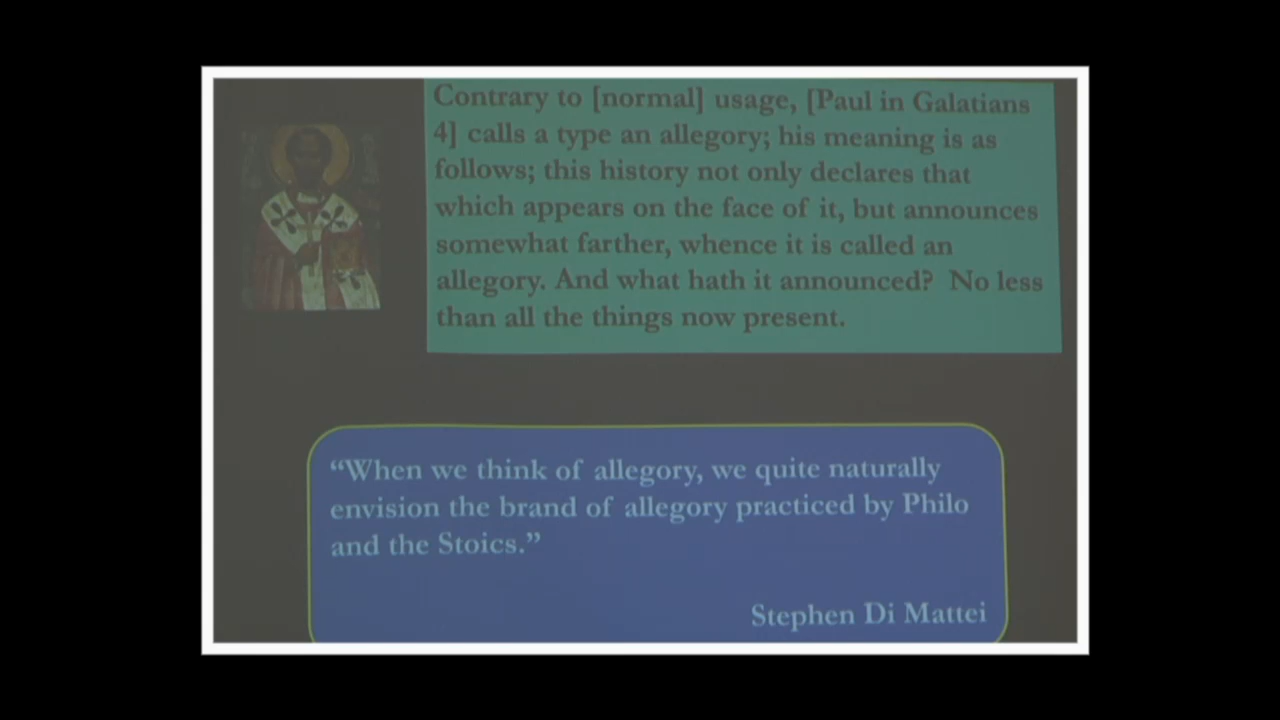 Contrary to [normal] usage, [Paul in Galatians
4] calls a type an allegory; his meaning is as
follows; this history not only declares that
which appears on the face of it, but announces
somewhat farther, whence it is called an
allegory. And what hath it announced?  No less
than all the things now present.
“When we think of allegory, we quite naturally
envision the brand of allegory practiced by Philo
and the Stoics.”
Stephen Di Mattei